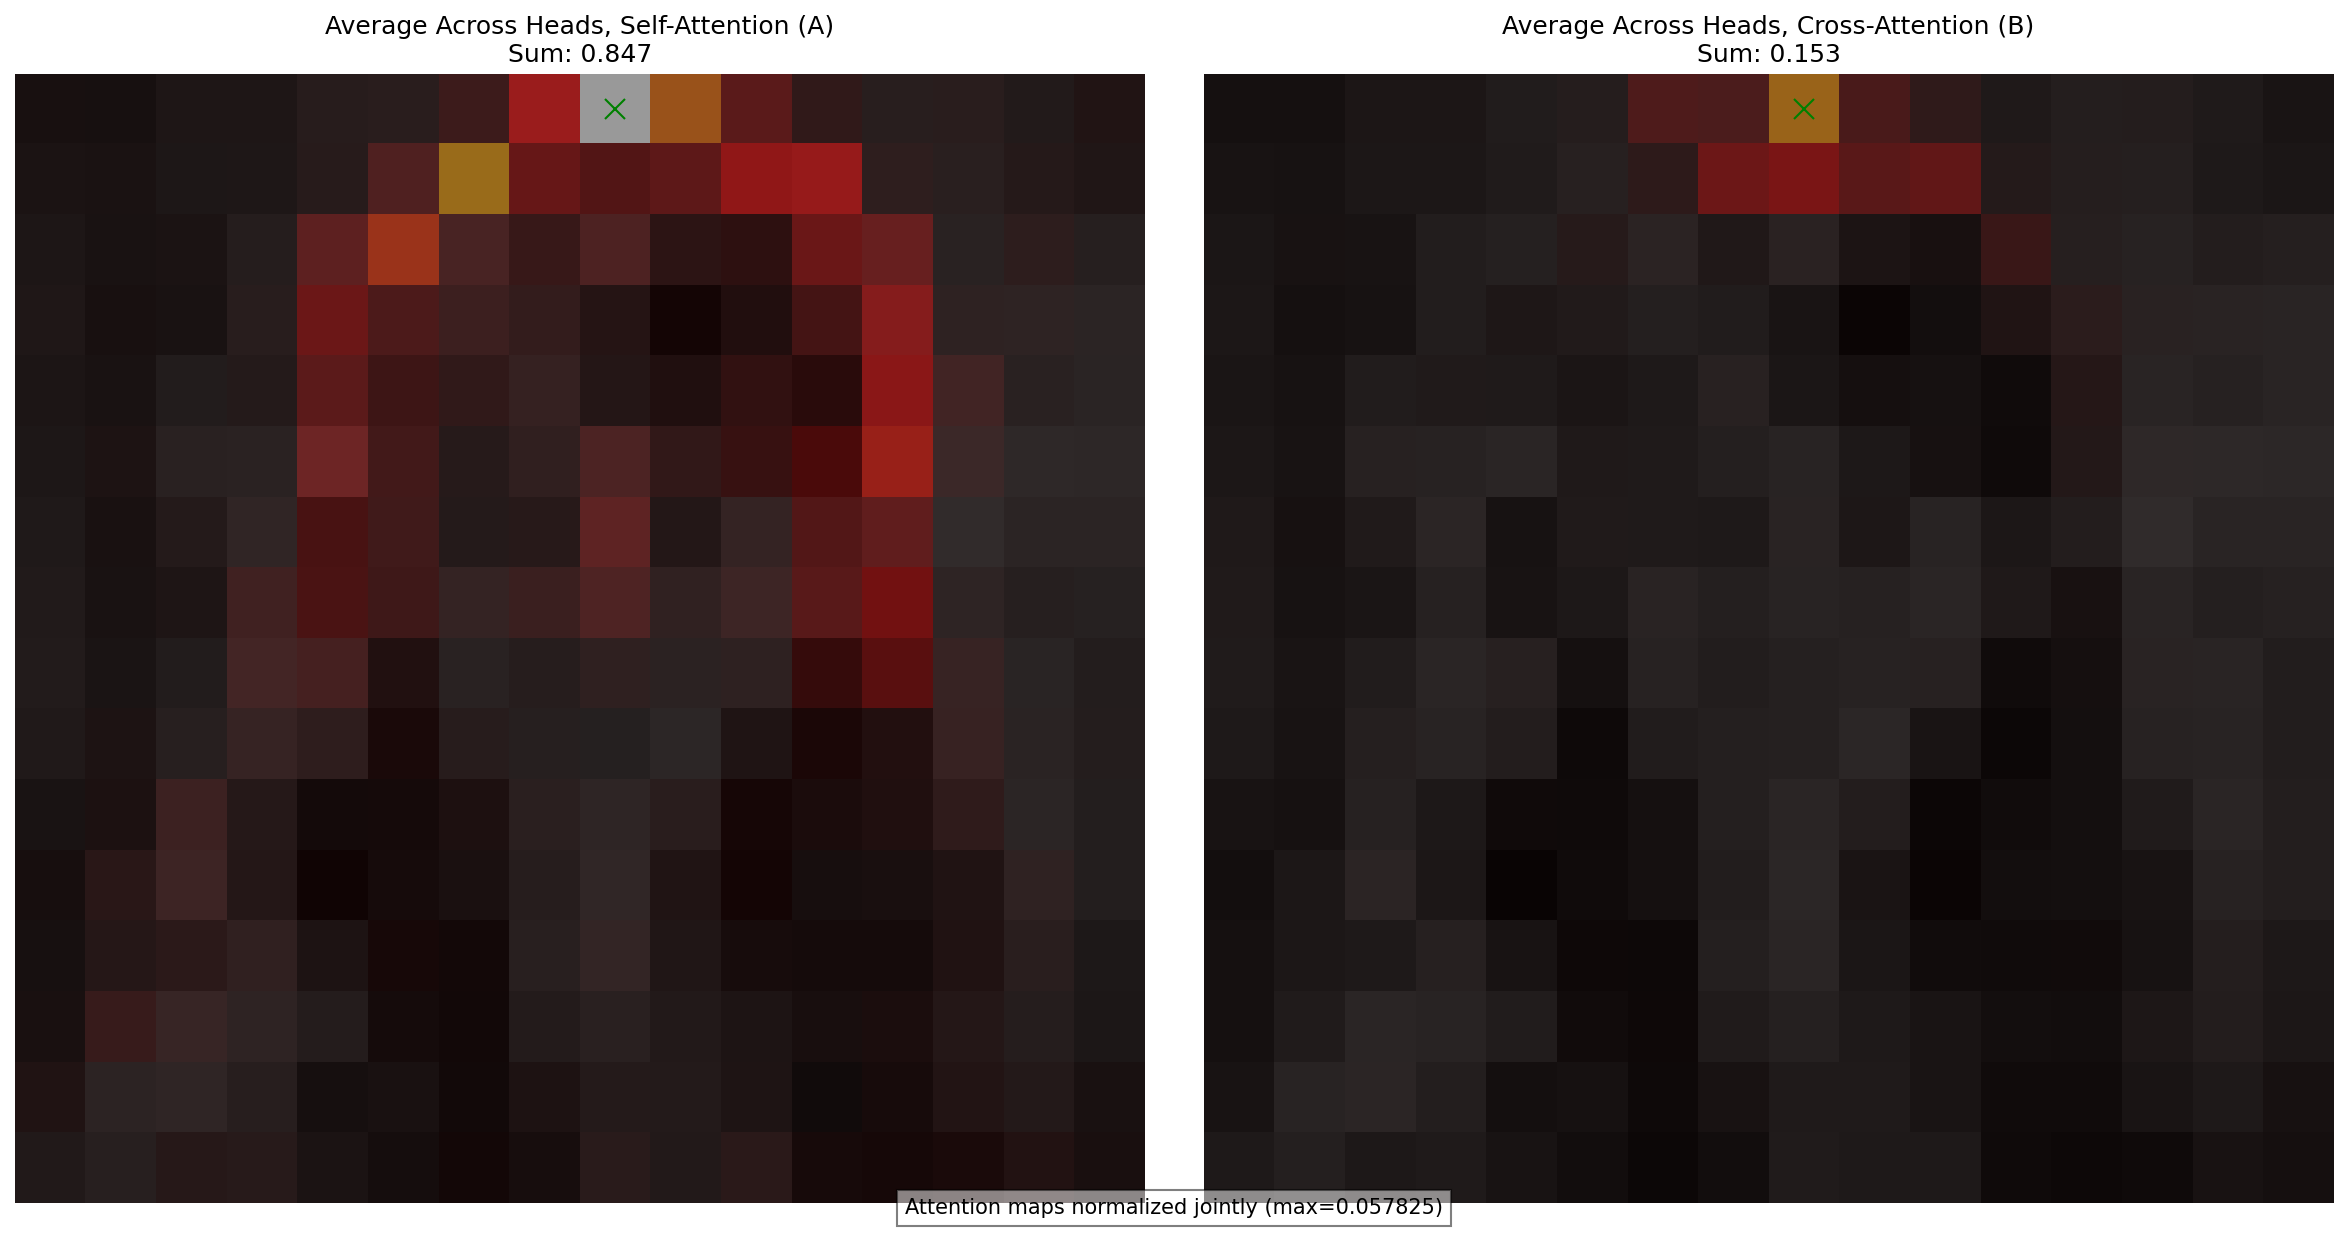 Average Across Heads, Self-Attention (A)
Sum: 0.847
Average Across Heads, Cross-Attention (B)
Sum: 0.153
Attention maps normalized jointly (max=0.057825)